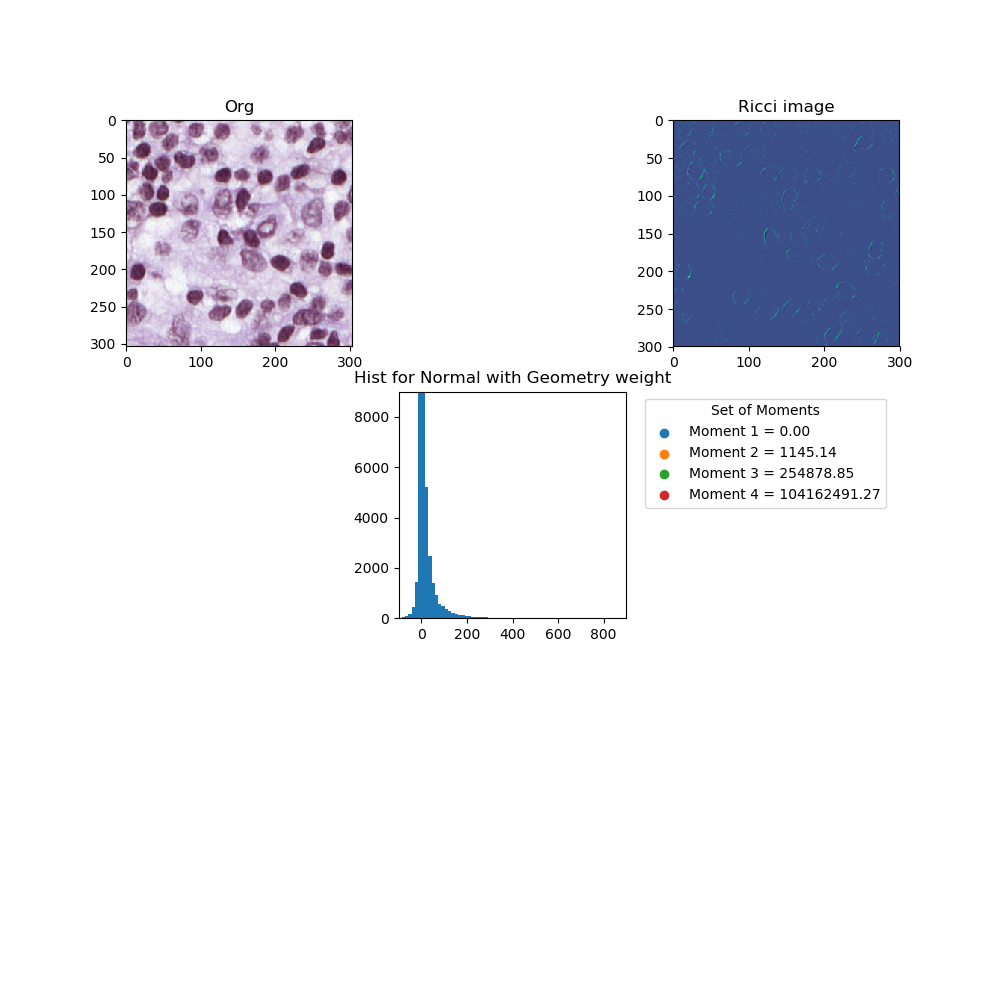 Org
0
50
100
150
200
250
300
0 100 200 300
Ricci image
0
50
100
150
200
250
300
0 100 200 300
Hist for Normal with Geometry weight
8000
6000
4000
2000
0
0 200 400 600 800
Set of Moments
Moment 1 = 0.00
Moment 2 = 1145.14
Moment 3 = 254878.85
Moment 4 = 104162491.27